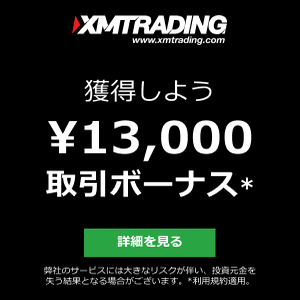 XMTRADING
www.xmtrading.com
獲得しよう
¥13,000
取引ボーナス*
詳細を見る
弊社のサービスには大きなリスクが伴い、投資元金を
失う結果となる場合がございます。*利用規約適用。